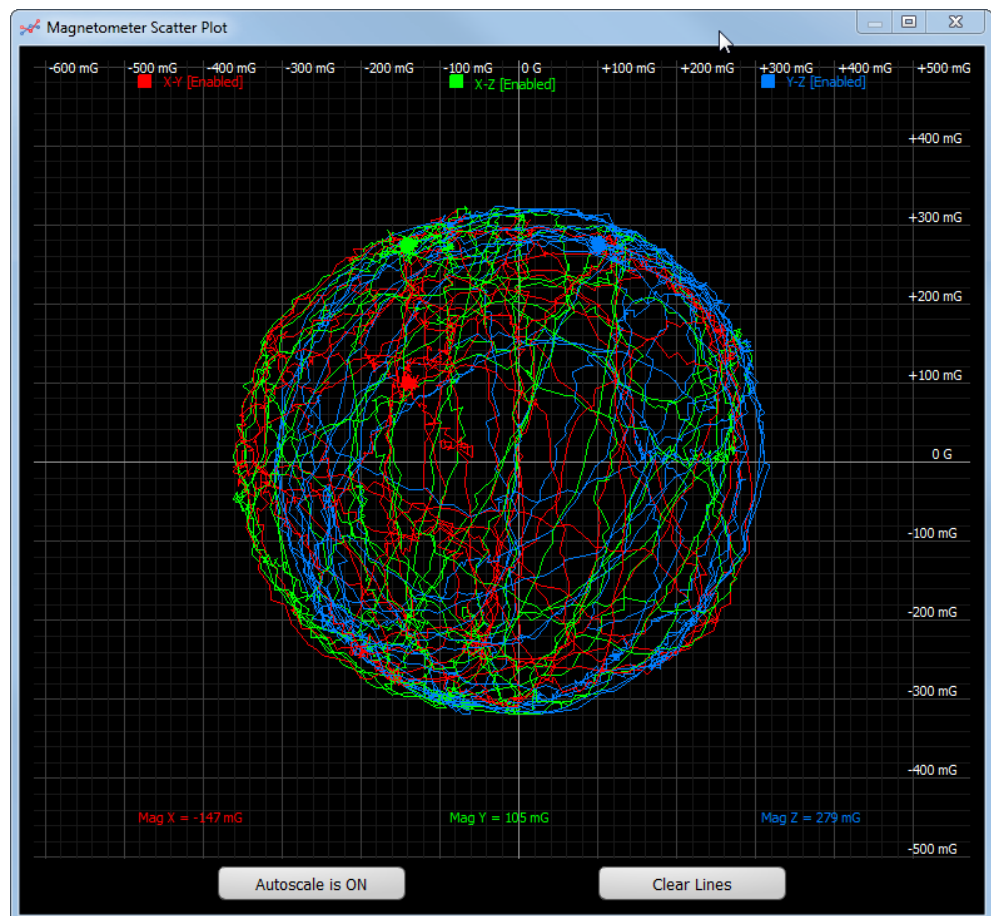 Magnetometer Scatter Plot
-600 mG -500 mG -400 mG -300 mG -200 mG -100 mG 0 G +100 mG +200 mG +300 mG +400 mG +500 mG
X-Y [Enabled] X-Z [Enabled] Y-Z [Enabled]
+400 mG
+300 mG
+200 mG
+100 mG
0 G
-100 mG
-200 mG
-300 mG
-400 mG
Mag X = -147 mG Mag Y = 105 mG Mag Z = 279 mG
-500 mG
Autoscale is ON Clear Lines